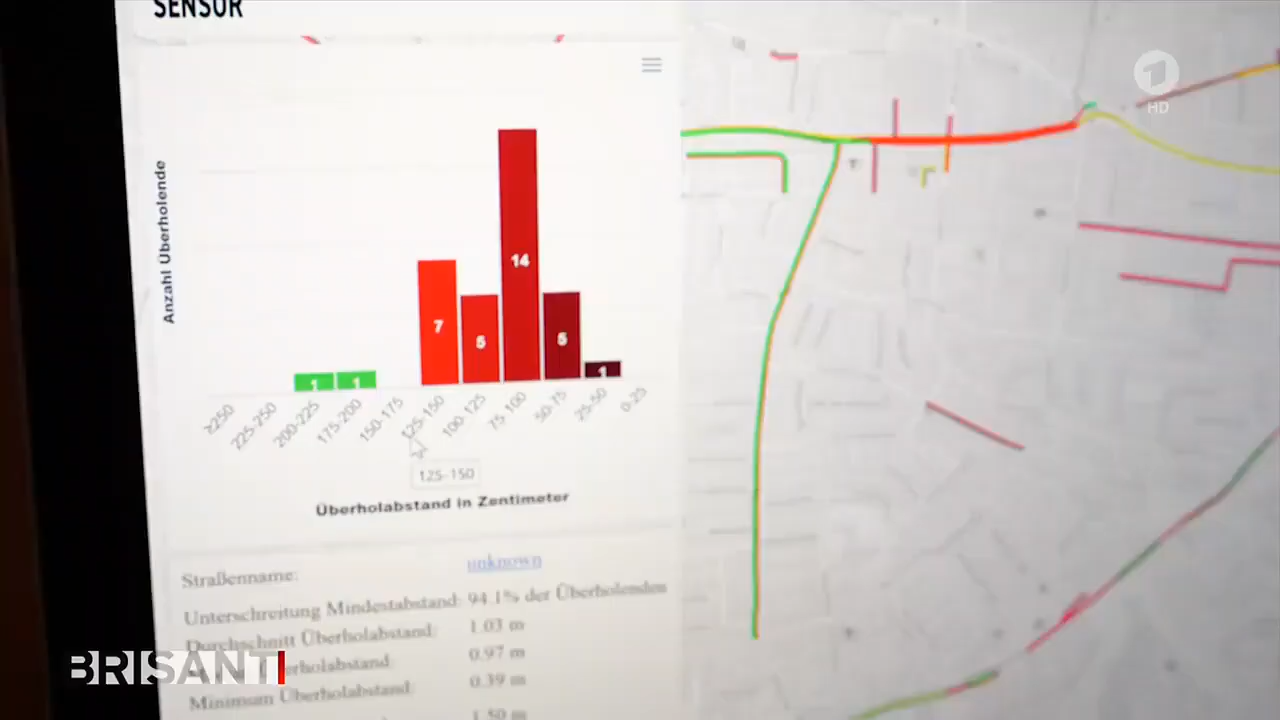 SENSOR
1
HD
Anzahl Überholende
1
1
7
5
14
5
1
≥250
225-250
200-225
175-200
150-175
125-150
100-125
75-100
50-75
25-50
0-25
125-150
Überholabstand in Zentimeter
Straßenname: unknown
Unterschreitung Mindestabstand: 94.1% der Überholenden
Durchschnitt Überholabstand: 1.03 m
0.97 m
Minimum Überholabstand: 0.39 m
1.50 m
BRISANT